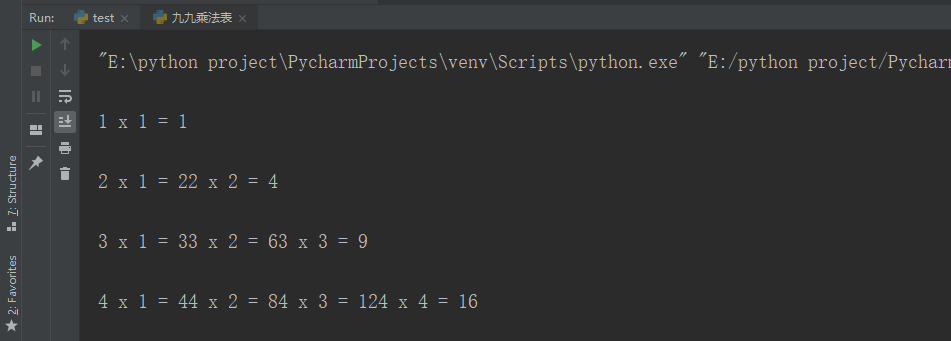 Run: test × 九九乘法表 ×
"E:\python project\PycharmProjects\venv\Scripts\python.exe" "E:/python project/Pychar
1 x 1 = 1
2 x 1 = 22 x 2 = 4
3 x 1 = 33 x 2 = 63 x 3 = 9
4 x 1 = 44 x 2 = 84 x 3 = 124 x 4 = 16
7: Structure
2: Favorites